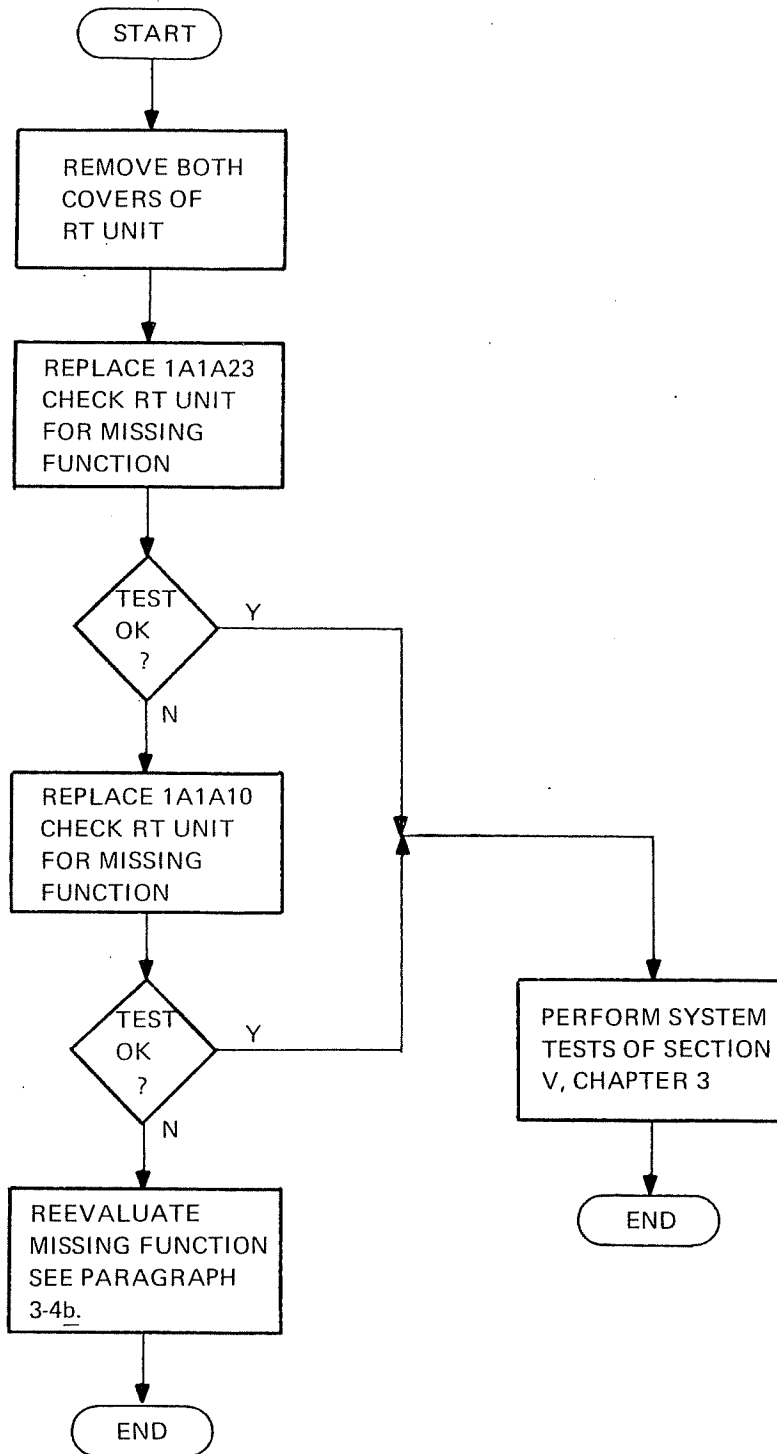 START
REMOVE BOTH
COVERS OF
RT UNIT
REPLACE 1A1A23
CHECK RT UNIT
FOR MISSING
FUNCTION
TEST
OK
?
Y
N
REPLACE 1A1A10
CHECK RT UNIT
FOR MISSING
FUNCTION
TEST
OK
?
Y
N
REEVALUATE
MISSING FUNCTION
SEE PARAGRAPH
3-4b.
END
PERFORM SYSTEM
TESTS OF SECTION
V, CHAPTER 3
END